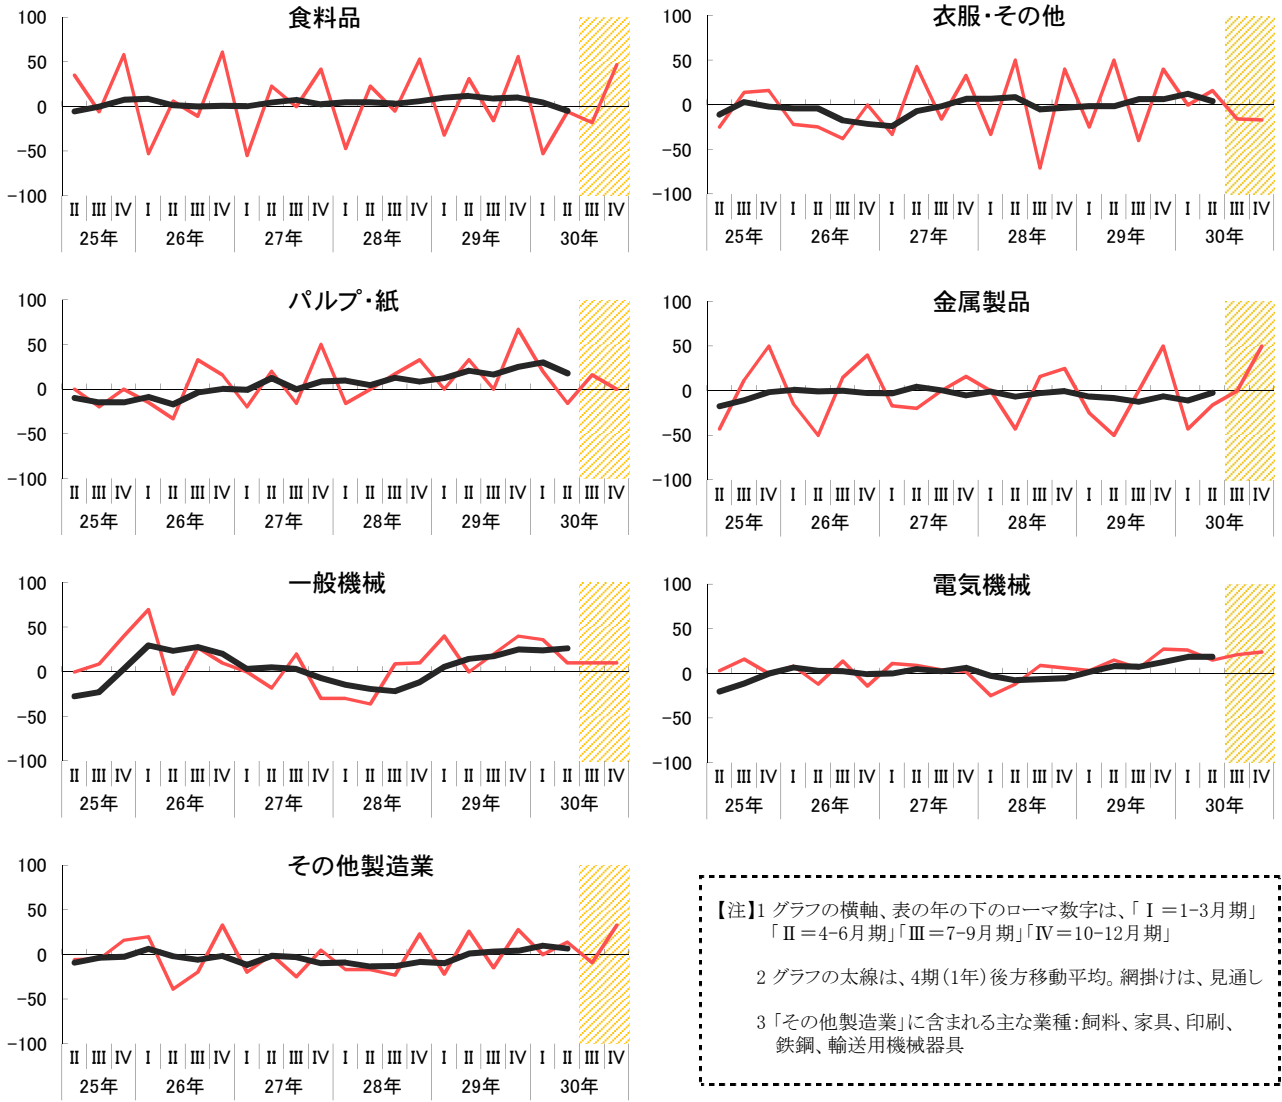 食料品
100
50
0
-50
-100
II III IV I II III IV I II III IV I II III IV I II III IV I II III IV
25年 26年 27年 28年 29年 30年
衣服・その他
100
50
0
-50
-100
II III IV I II III IV I II III IV I II III IV I II III IV I II III IV
25年 26年 27年 28年 29年 30年
パルプ・紙
100
50
0
-50
-100
II III IV I II III IV I II III IV I II III IV I II III IV I II III IV
25年 26年 27年 28年 29年 30年
金属製品
100
50
0
-50
-100
II III IV I II III IV I II III IV I II III IV I II III IV I II III IV
25年 26年 27年 28年 29年 30年
一般機械
100
50
0
-50
-100
II III IV I II III IV I II III IV I II III IV I II III IV I II III IV
25年 26年 27年 28年 29年 30年
電気機械
100
50
0
-50
-100
II III IV I II III IV I II III IV I II III IV I II III IV I II III IV
25年 26年 27年 28年 29年 30年
その他製造業
100
50
0
-50
-100
II III IV I II III IV I II III IV I II III IV I II III IV I II III IV
25年 26年 27年 28年 29年 30年
【注】1 グラフの横軸、表の年の下のローマ数字は、「Ⅰ＝1-3月期」
「Ⅱ＝4-6月期」「Ⅲ＝7-9月期」「Ⅳ＝10-12月期」
2 グラフの太線は、4期(1年)後方移動平均。網掛けは、見通し
3 「その他製造業」に含まれる主な業種：飼料、家具、印刷、
鉄鋼、輸送用機械器具